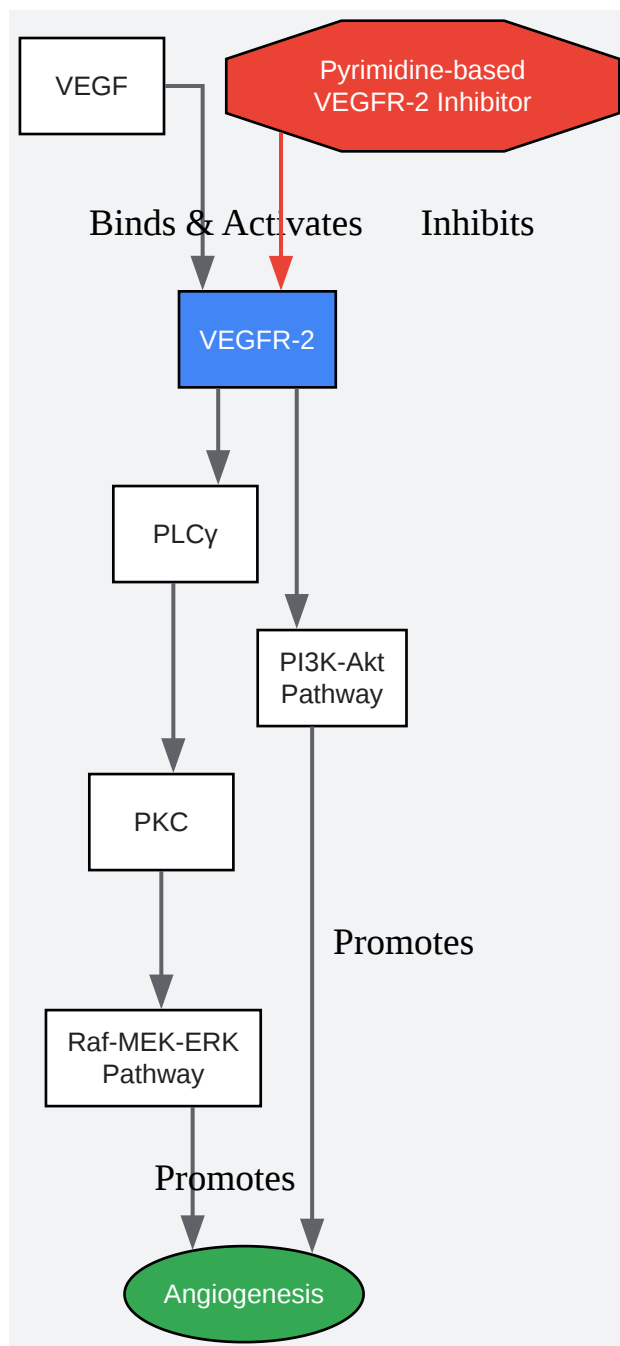 VEGF
Pyrimidine-based
VEGFR-2 Inhibitor
Binds & Activates
Inhibits
VEGFR-2
PLCγ
PI3K-Akt
Pathway
PKC
Promotes
Raf-MEK-ERK
Pathway
Promotes
Angiogenesis